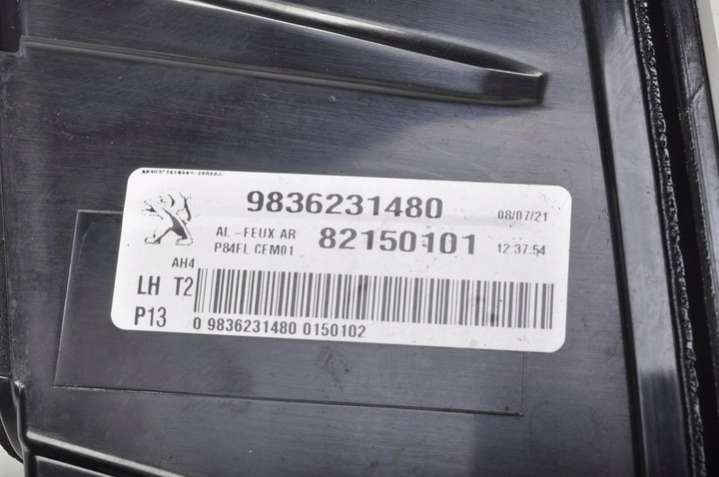 9836231480 08/07/21
AL-FEUX AR 82150101
P84FL CEM01 12:37:54
AH4
LH T2
P13 0 9836231480 0150102